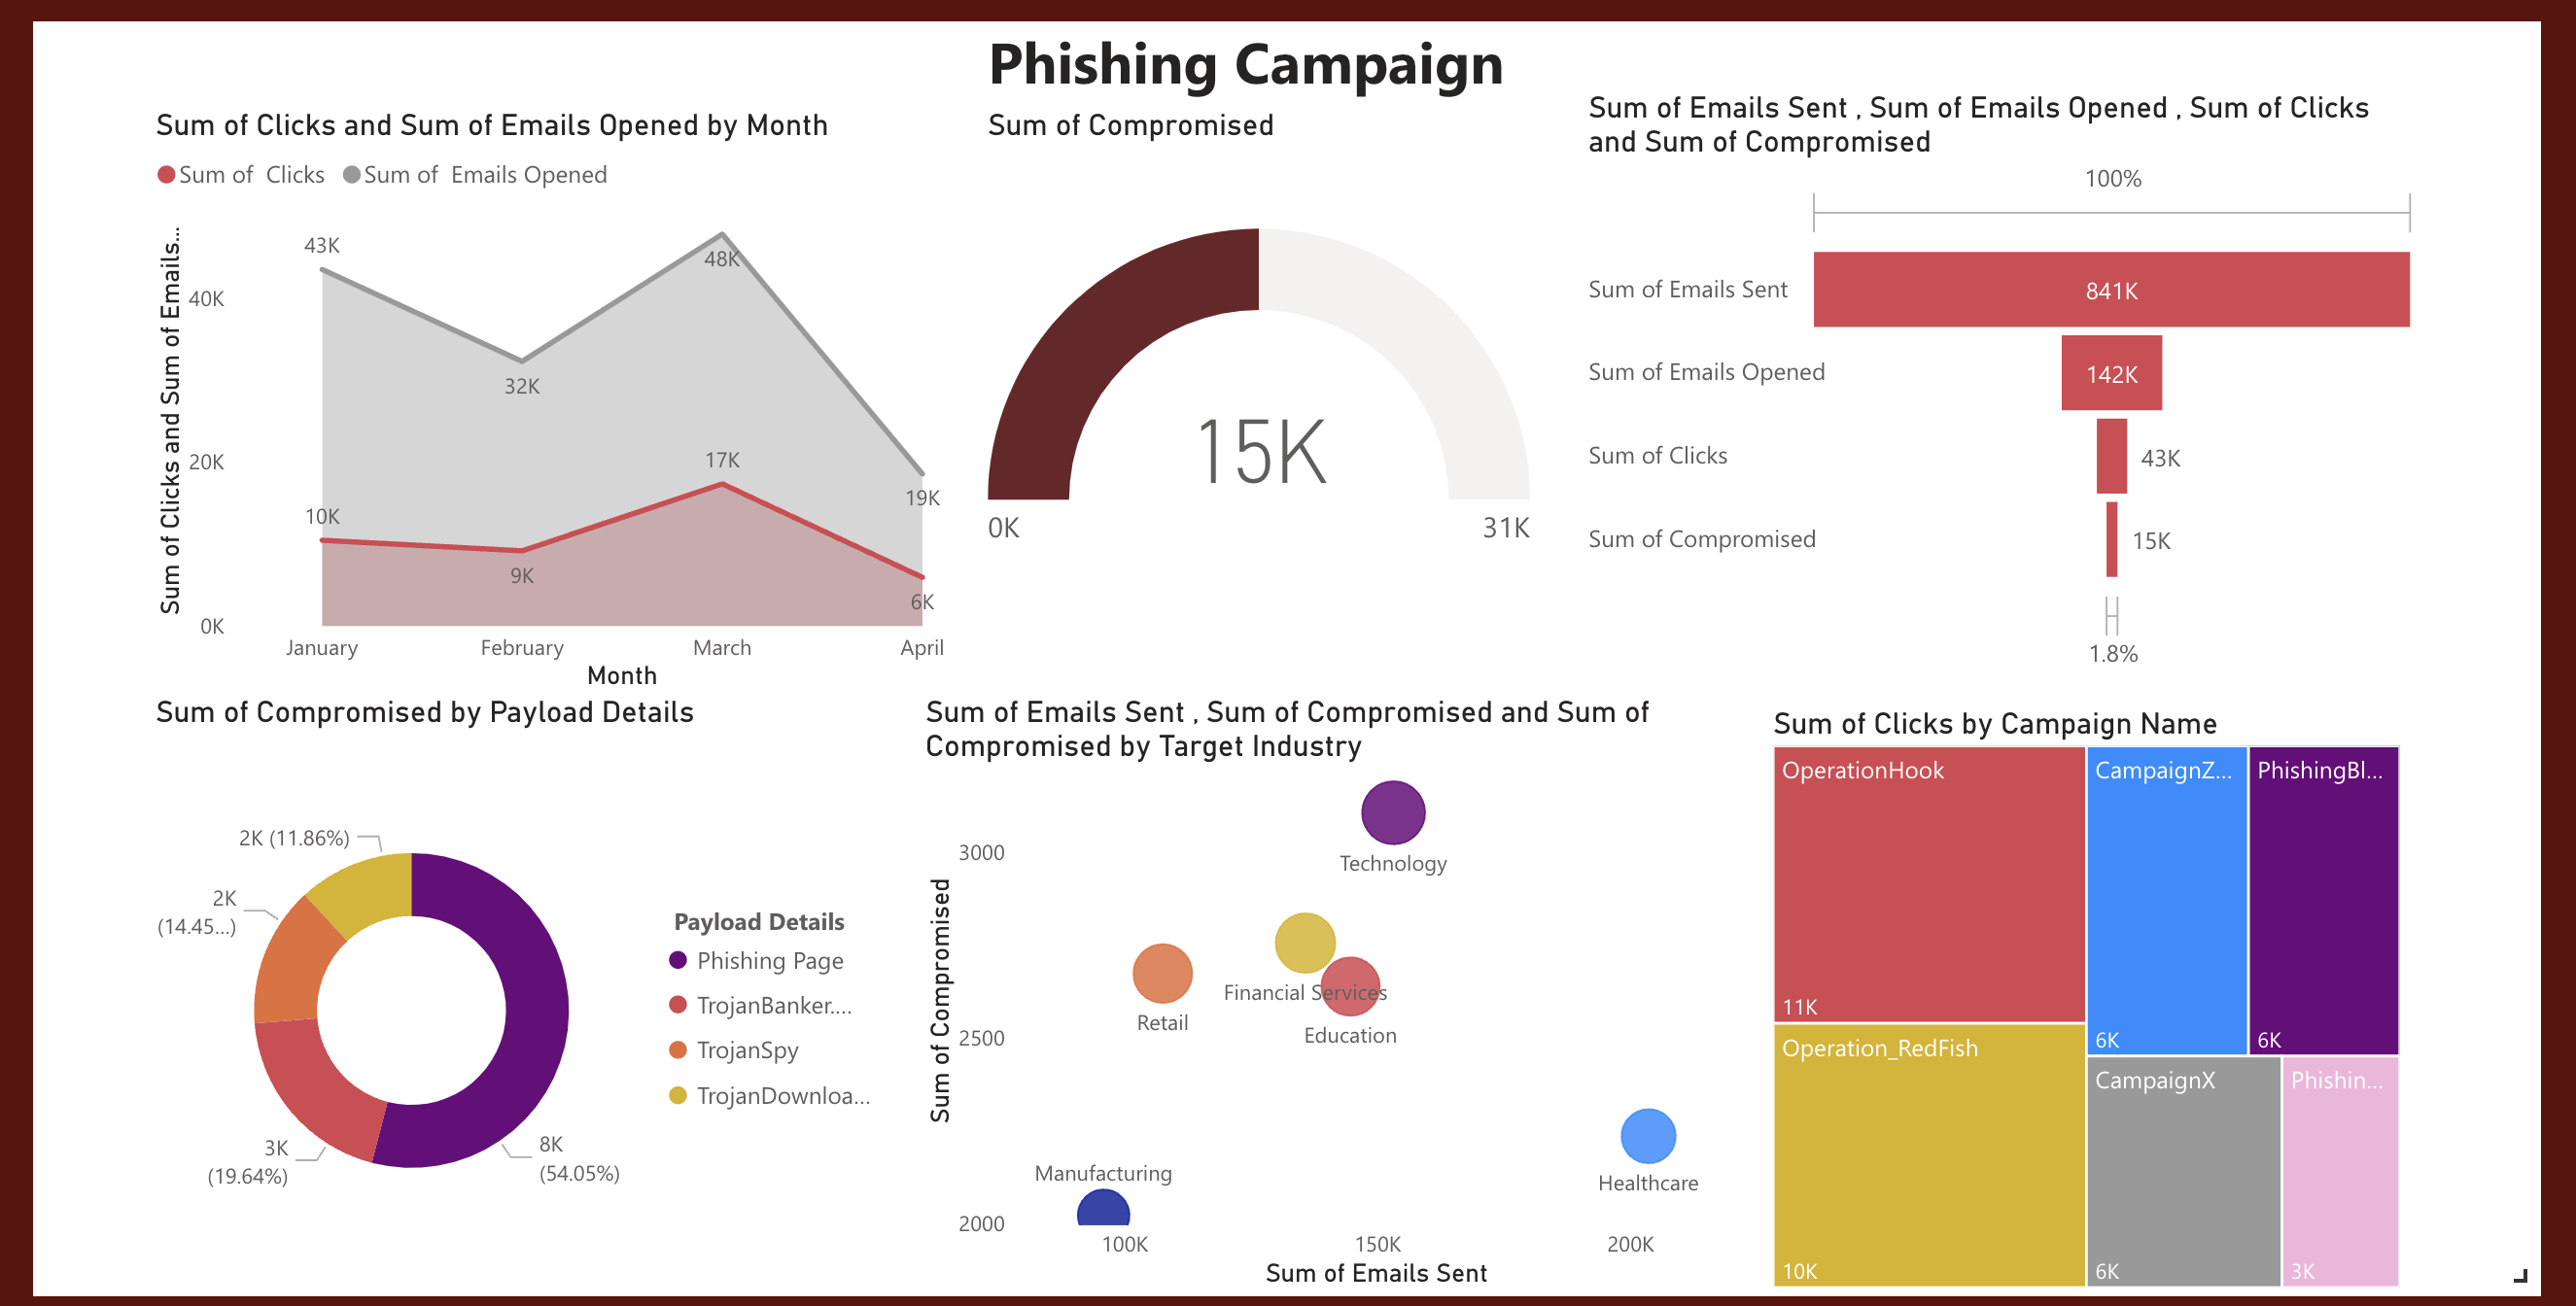 Phishing Campaign
Sum of Clicks and Sum of Emails Opened by Month
Sum of Clicks
Sum of Emails Opened
Sum of Clicks and Sum of Emails...
40K
20K
0K
43K
32K
48K
19K
10K
9K
17K
6K
January
February
March
April
Month
Sum of Compromised
15K
0K
31K
Sum of Emails Sent , Sum of Emails Opened , Sum of Clicks
and Sum of Compromised
100%
Sum of Emails Sent
841K
Sum of Emails Opened
142K
Sum of Clicks
43K
Sum of Compromised
15K
1.8%
Sum of Compromised by Payload Details
2K (11.86%)
2K
(14.45...)
3K
(19.64%)
8K
(54.05%)
Payload Details
Phishing Page
TrojanBanker....
TrojanSpy
TrojanDownloa...
Sum of Emails Sent , Sum of Compromised and Sum of
Compromised by Target Industry
Sum of Compromised
3000
2500
2000
Technology
Financial Services
Retail
Education
Manufacturing
Healthcare
100K
150K
200K
Sum of Emails Sent
Sum of Clicks by Campaign Name
OperationHook
11K
CampaignZ...
6K
PhishingBl...
6K
Operation_RedFish
10K
CampaignX
6K
Phishin...
3K